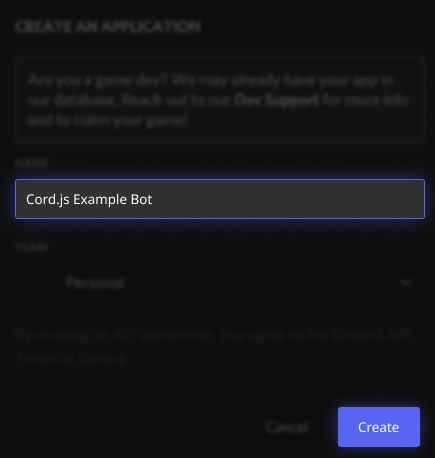 CREATE AN APPLICATION
Are you a game dev? We may already have your app in
our database. Reach out to our Dev Support for more info
and to claim your game!
NAME
Cord.js Example Bot
TEAM
Personal
By creating an API application, you agree to the Discord API
Terms of Service
Cancel
Create